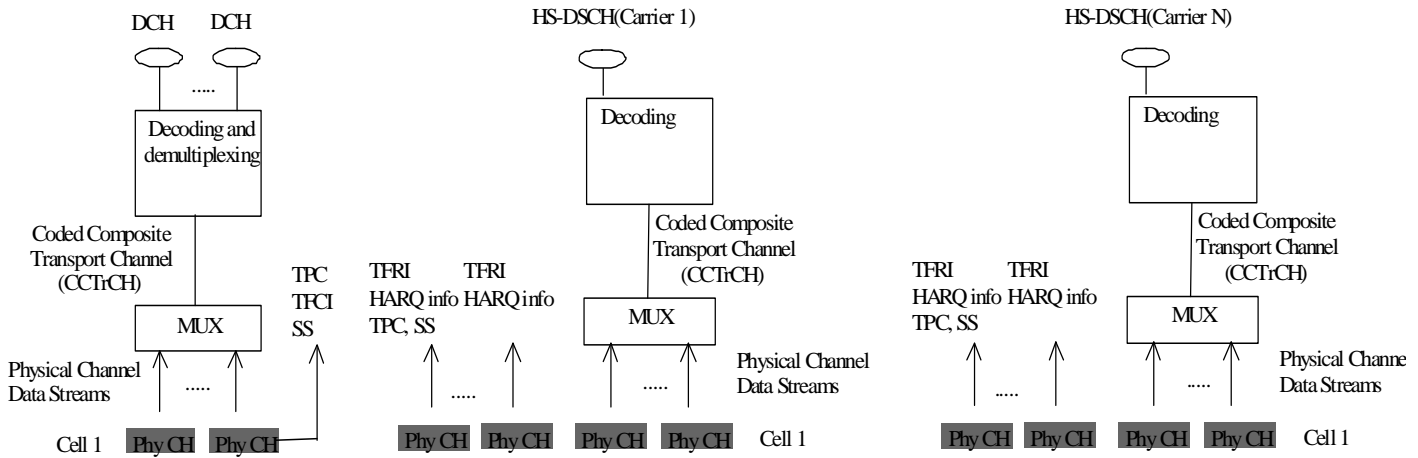 DCH DCH
.....
Decoding and
demultiplexing
Coded Composite
Transport Channel
(CCTrCH)
MUX
TPC
TFCI
SS
Physical Channel
Data Streams
.....
Cell 1 Phy CH Phy CH
HS-DSCH(Carrier 1)
Decoding
Coded Composite
Transport Channel
(CCTrCH)
TFRI TFRI
HARQ info HARQ info
TPC, SS
MUX
Physical Channel
Data Streams
..... .....
Phy CH Phy CH Phy CH Phy CH Cell 1
HS-DSCH(Carrier N)
Decoding
Coded Composite
Transport Channel
(CCTrCH)
TFRI TFRI
HARQ info HARQ info
TPC, SS
MUX
Physical Channel
Data Streams
..... .....
Phy CH Phy CH Phy CH Phy CH Cell 1